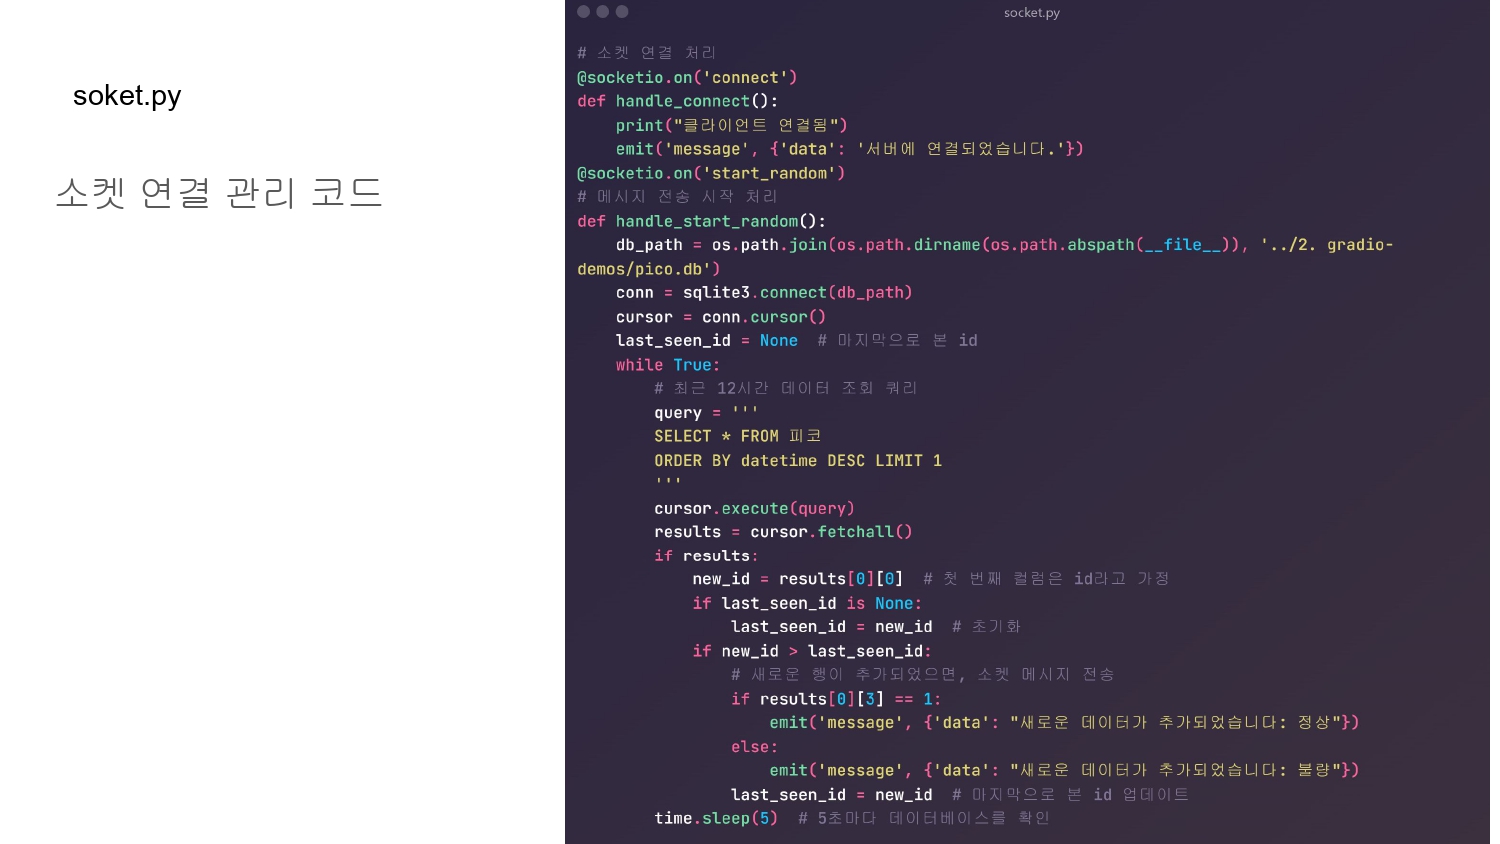 soket.py
소켓 연결 관리 코드
socket.py
# 소켓 연결 처리
@socketio.on('connect')
def handle_connect():
    print("클라이언트 연결됨")
    emit('message', {'data': '서버에 연결되었습니다.'})
@socketio.on('start_random')
# 메시지 전송 시작 처리
def handle_start_random():
    db_path = os.path.join(os.path.dirname(os.path.abspath(__file__)), '../2. gradio-
demos/pico.db')
    conn = sqlite3.connect(db_path)
    cursor = conn.cursor()
    last_seen_id = None  # 마지막으로 본 id
    while True:
        # 최근 12시간 데이터 조회 쿼리
        query = '''
        SELECT * FROM 피코
        ORDER BY datetime DESC LIMIT 1
        '''
        cursor.execute(query)
        results = cursor.fetchall()
        if results:
            new_id = results[0][0]  # 첫 번째 컬럼은 id라고 가정
            if last_seen_id is None:
                last_seen_id = new_id  # 초기화
            if new_id > last_seen_id:
                # 새로운 행이 추가되었으면, 소켓 메시지 전송
                if results[0][3] == 1:
                    emit('message', {'data': "새로운 데이터가 추가되었습니다: 정상"})
                else:
                    emit('message', {'data': "새로운 데이터가 추가되었습니다: 불량"})
                last_seen_id = new_id  # 마지막으로 본 id 업데이트
        time.sleep(5)  # 5초마다 데이터베이스를 확인